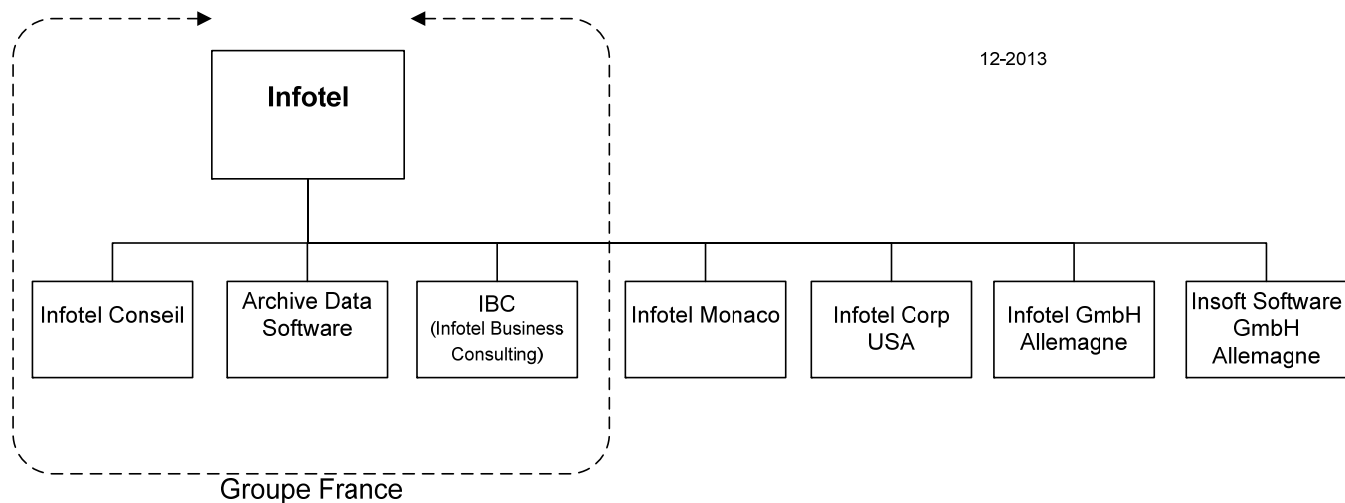 12-2013
Infotel
Infotel Conseil
Archive Data
Software
IBC
(Infotel Business
Consulting)
Infotel Monaco
Infotel Corp
USA
Infotel GmbH
Allemagne
Insoft Software
GmbH
Allemagne
Groupe France